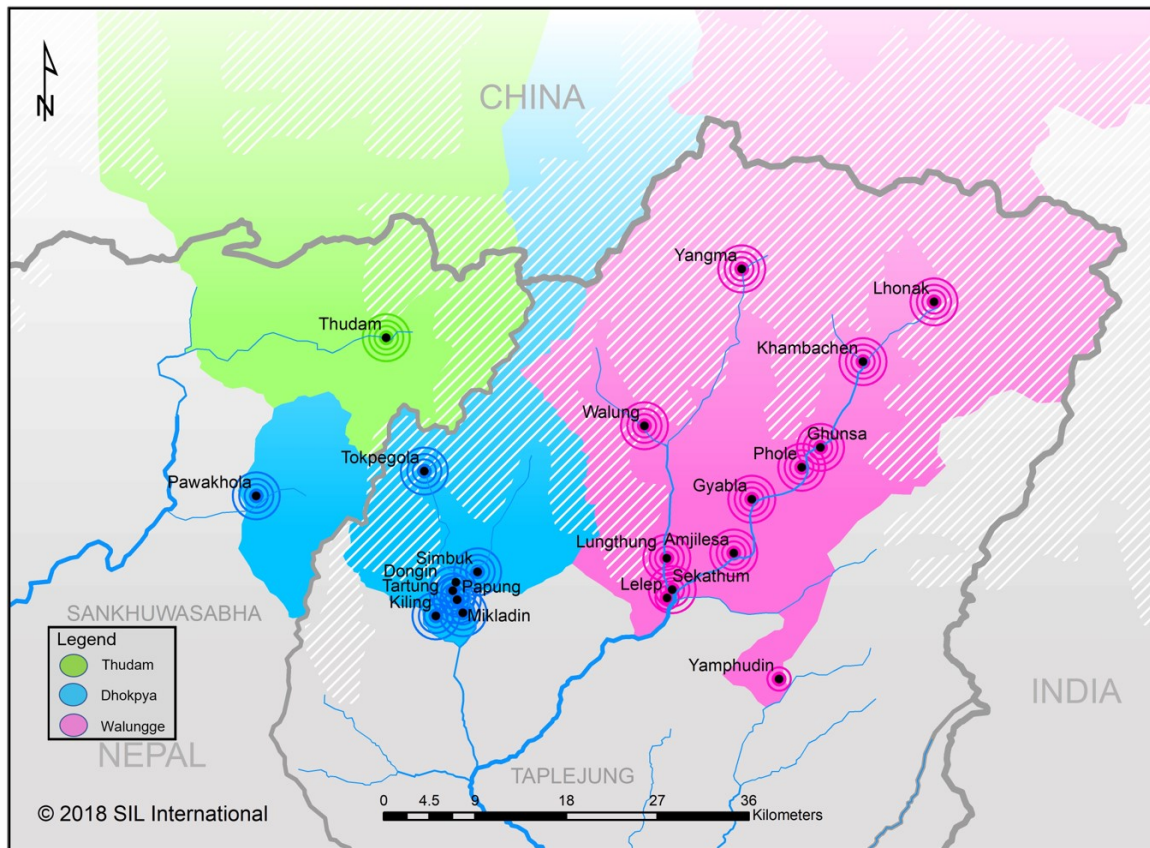 N
CHINA
Yangma
Lhonak
Thudam
Khambachen
Walung
Ghunsa
Tokpegola
Phole
Pawakhola
Gyabla
Lungthung
Amjilesa
Simbuk
Dongin
Sekathum
Tartung
Papung
Lelep
Kiling
Mikladin
SANKHUWASABHA
Yamphudin
INDIA
Legend
Thudam
Dhokpya
Walungge
NEPAL
TAPLEJUNG
© 2018 SIL International
0 4.5 9 18 27 36
Kilometers